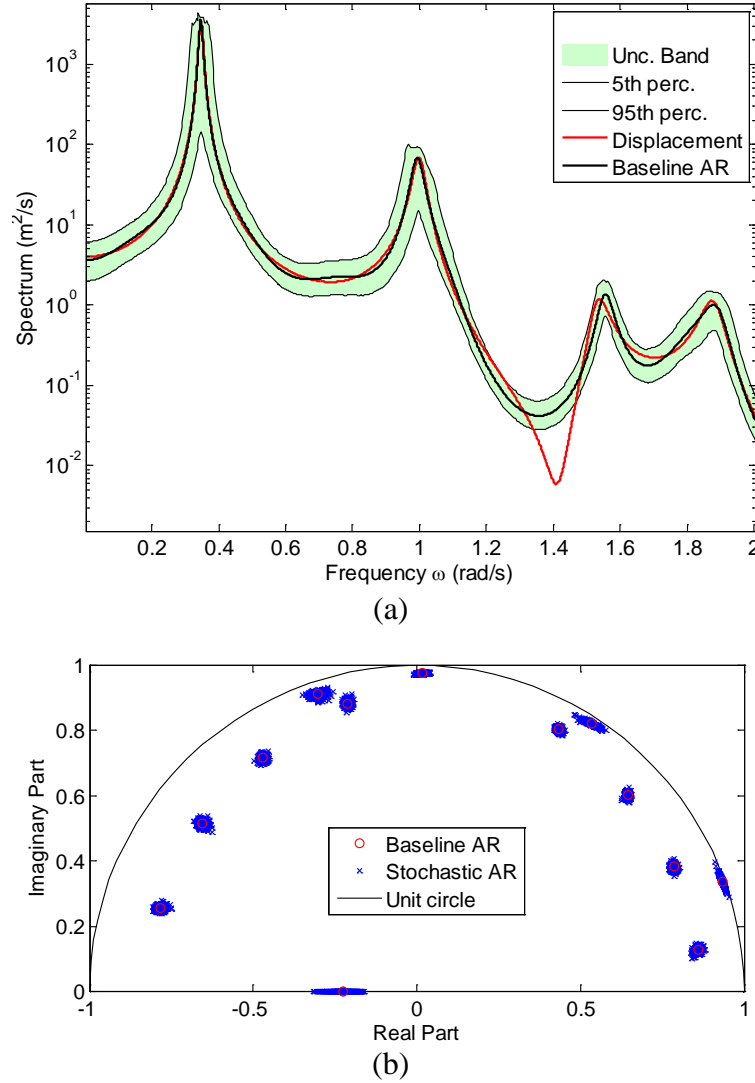 Unc. Band
5th perc.
95th perc.
Displacement
Baseline AR
Spectrum (m²/s)
10³
10²
10¹
10⁰
10⁻¹
10⁻²
0.2 0.4 0.6 0.8 1 1.2 1.4 1.6 1.8 2
Frequency ω (rad/s)
(a)
Imaginary Part
1
0.8
0.6
0.4
0.2
0
Baseline AR
Stochastic AR
Unit circle
-1 -0.5 0 0.5 1
Real Part
(b)